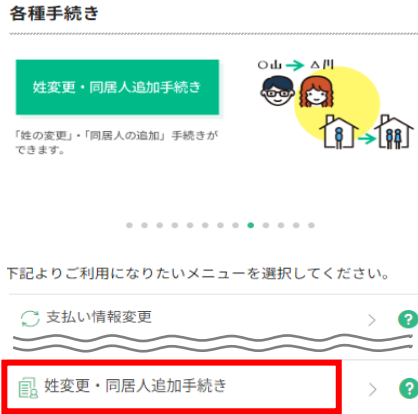 各種手続き
○山 → △川
姓変更・同居人追加手続き
「姓の変更」・「同居人の追加」手続きが
できます。
下記よりご利用になりたいメニューを選択してください。
支払い情報変更
?
姓変更・同居人追加手続き
?